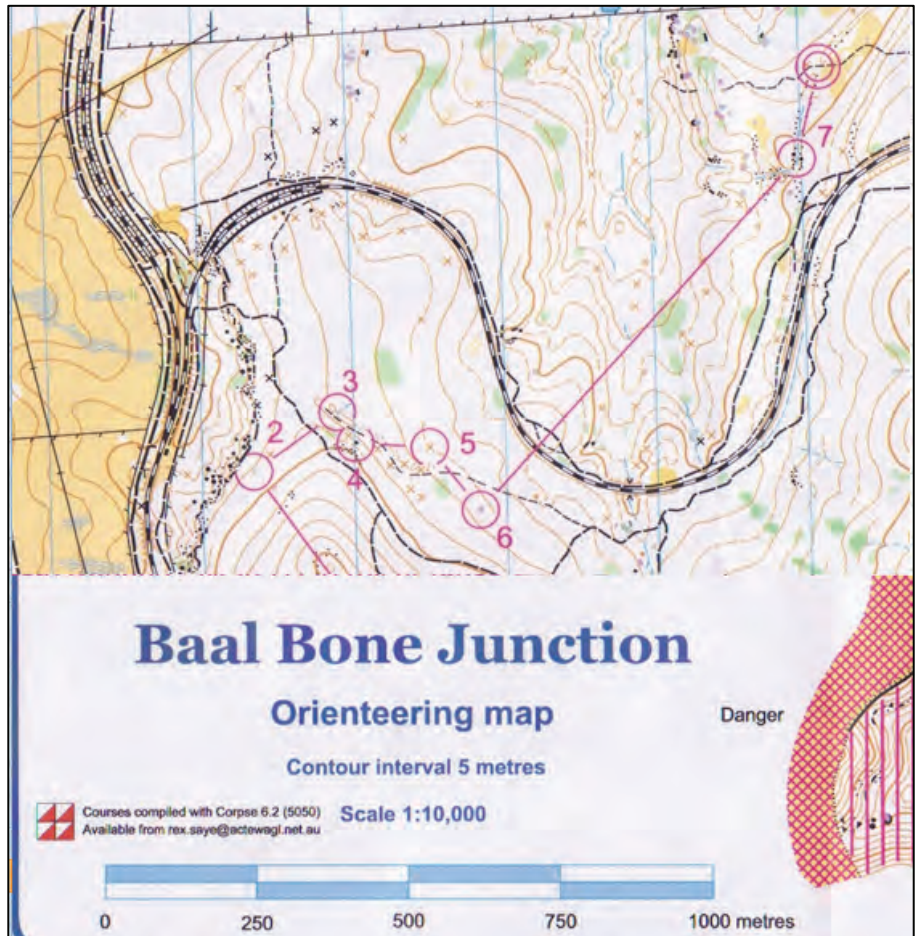 7
3
2
5
4
6
Baal Bone Junction
Orienteering map
Danger
Contour interval 5 metres
Courses compiled with Corpse 6.2 (5050)
Available from rex.saye@actewagl.net.au
Scale 1:10,000
0 250 500 750 1000 metres